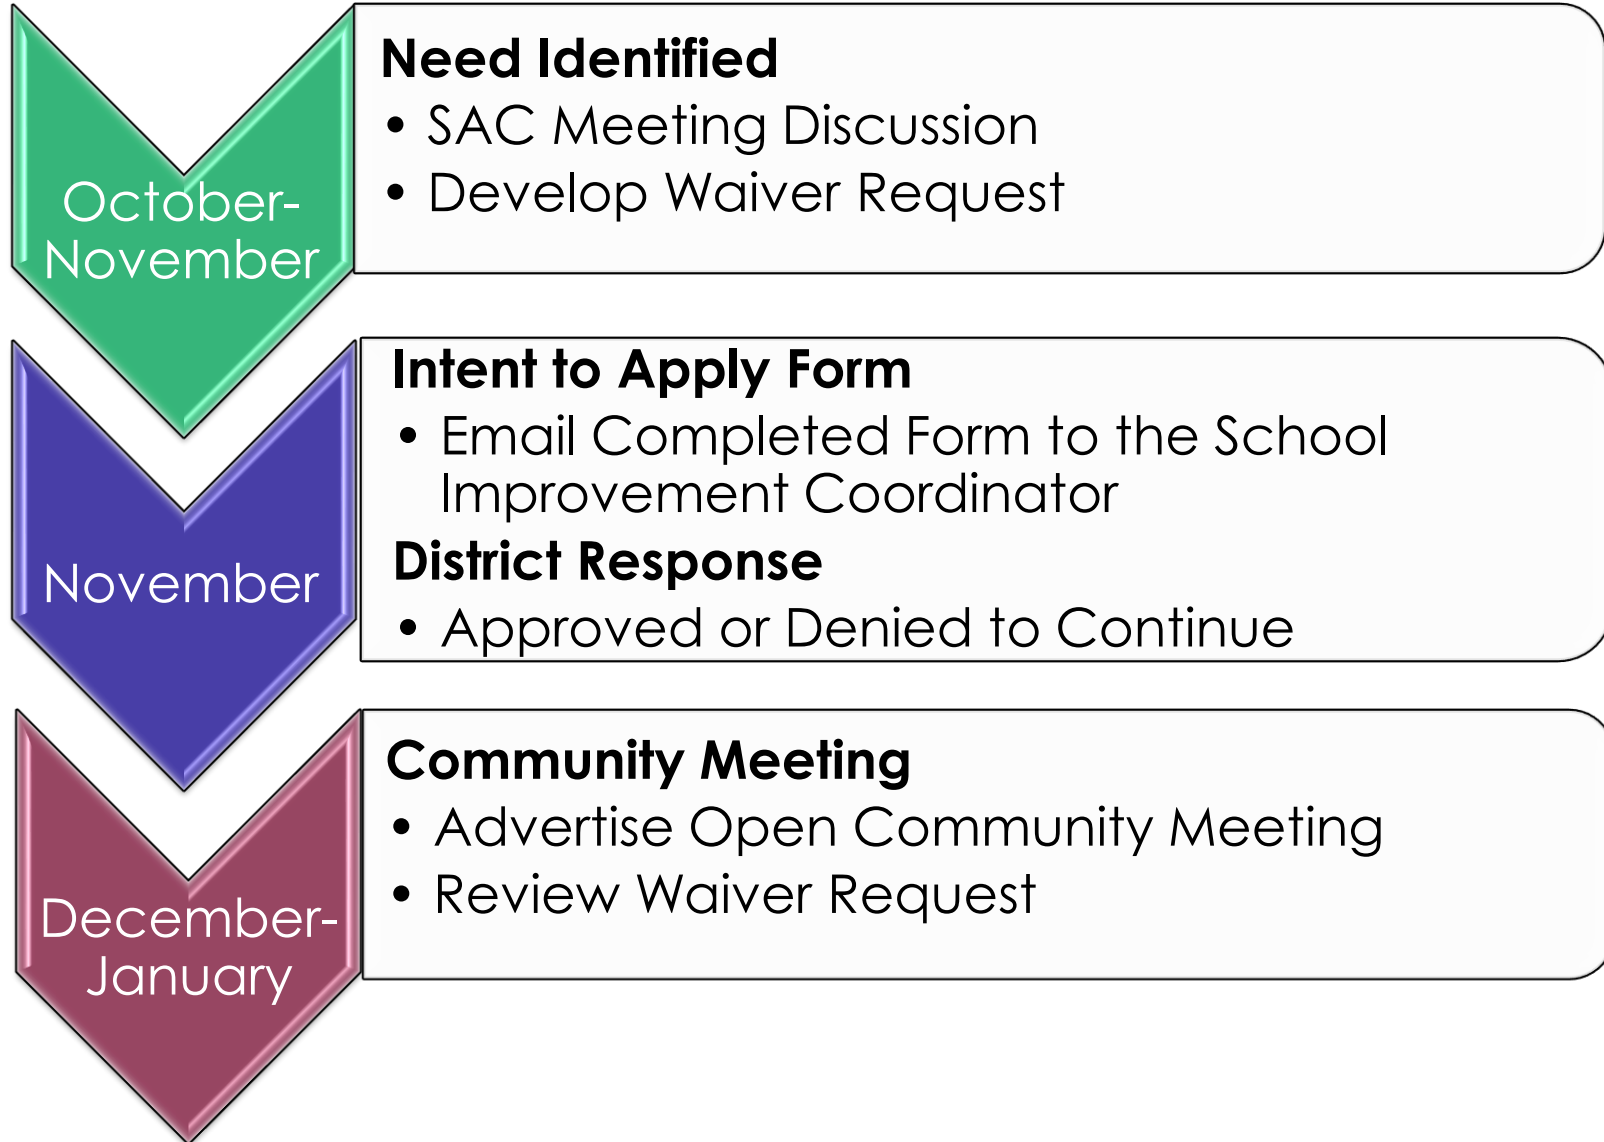 Need Identified
• SAC Meeting Discussion
• Develop Waiver Request
October-
November
Intent to Apply Form
• Email Completed Form to the School
Improvement Coordinator
District Response
• Approved or Denied to Continue
November
Community Meeting
• Advertise Open Community Meeting
• Review Waiver Request
December-
January